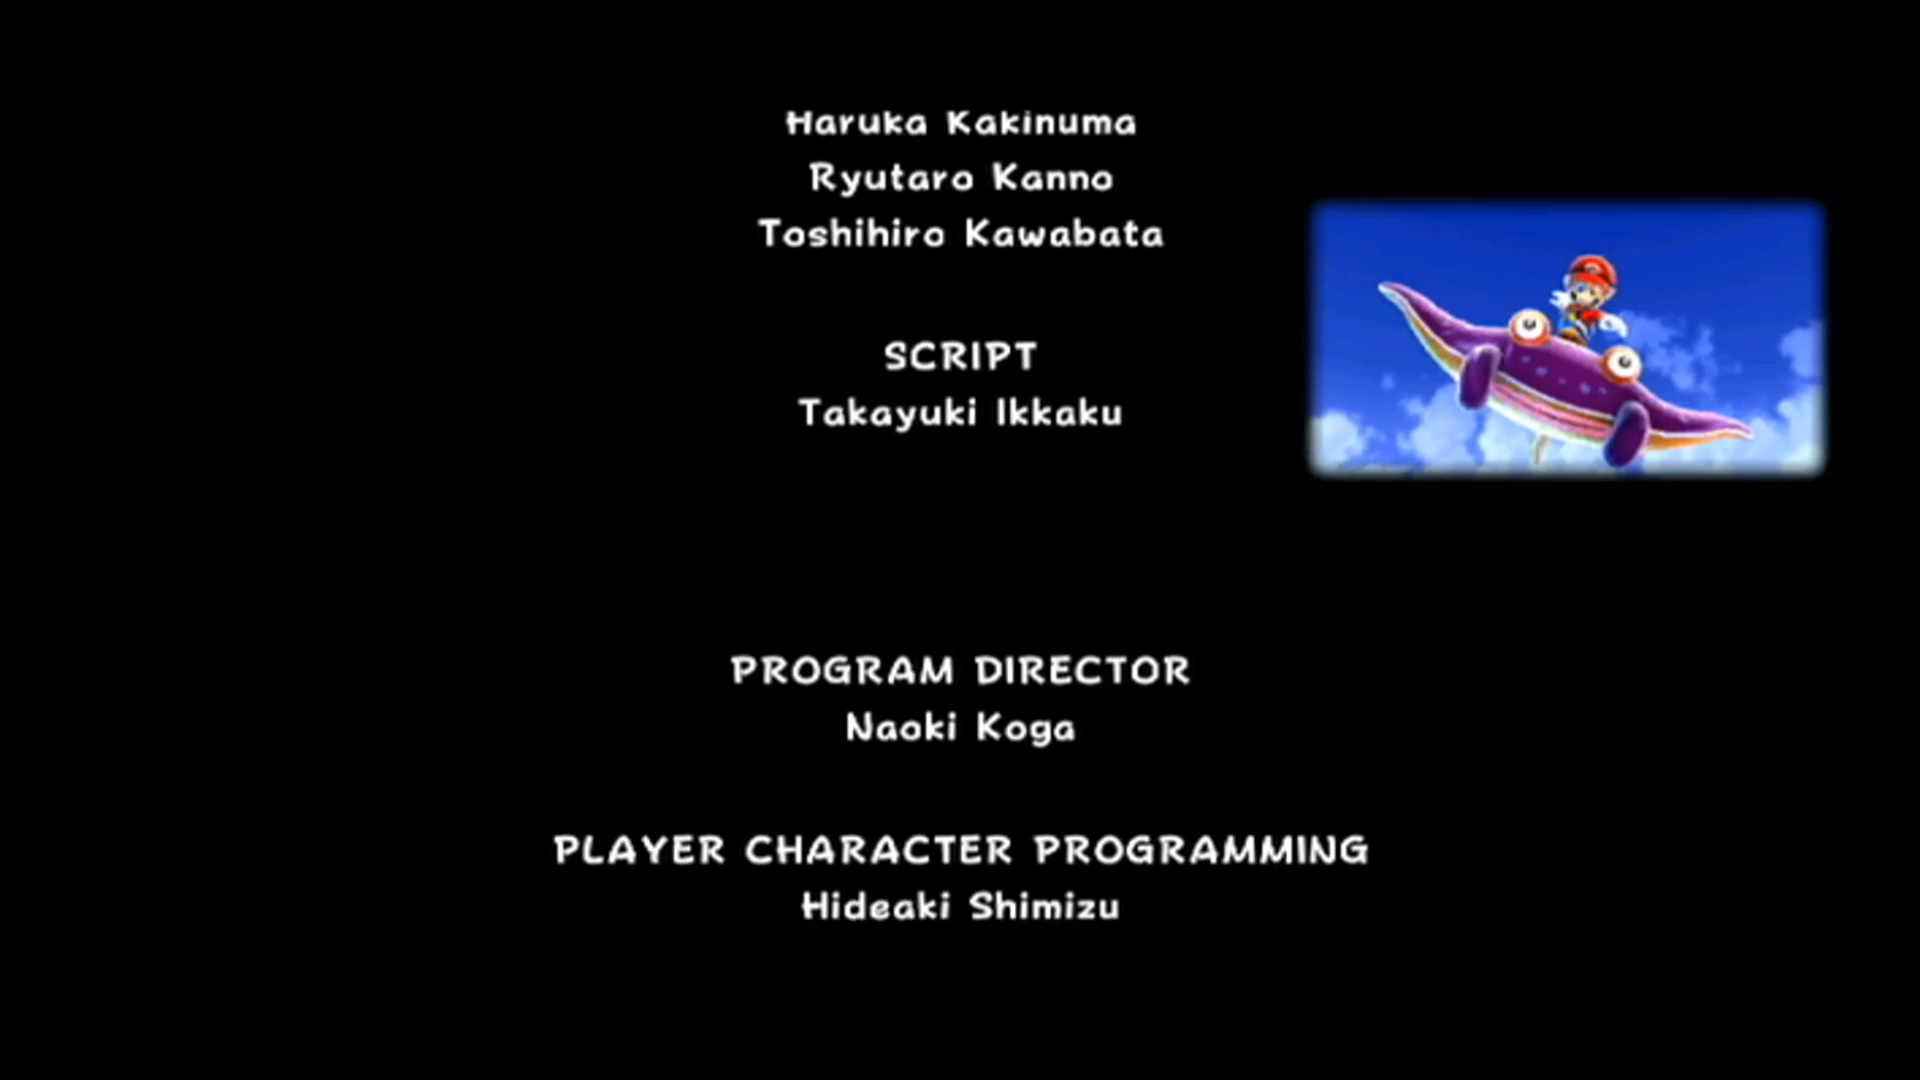 Haruka Kakinuma
Ryutaro Kanno
Toshihiro Kawabata
SCRIPT
Takayuki Ikkaku
PROGRAM DIRECTOR
Naoki Koga
PLAYER CHARACTER PROGRAMMING
Hideaki Shimizu